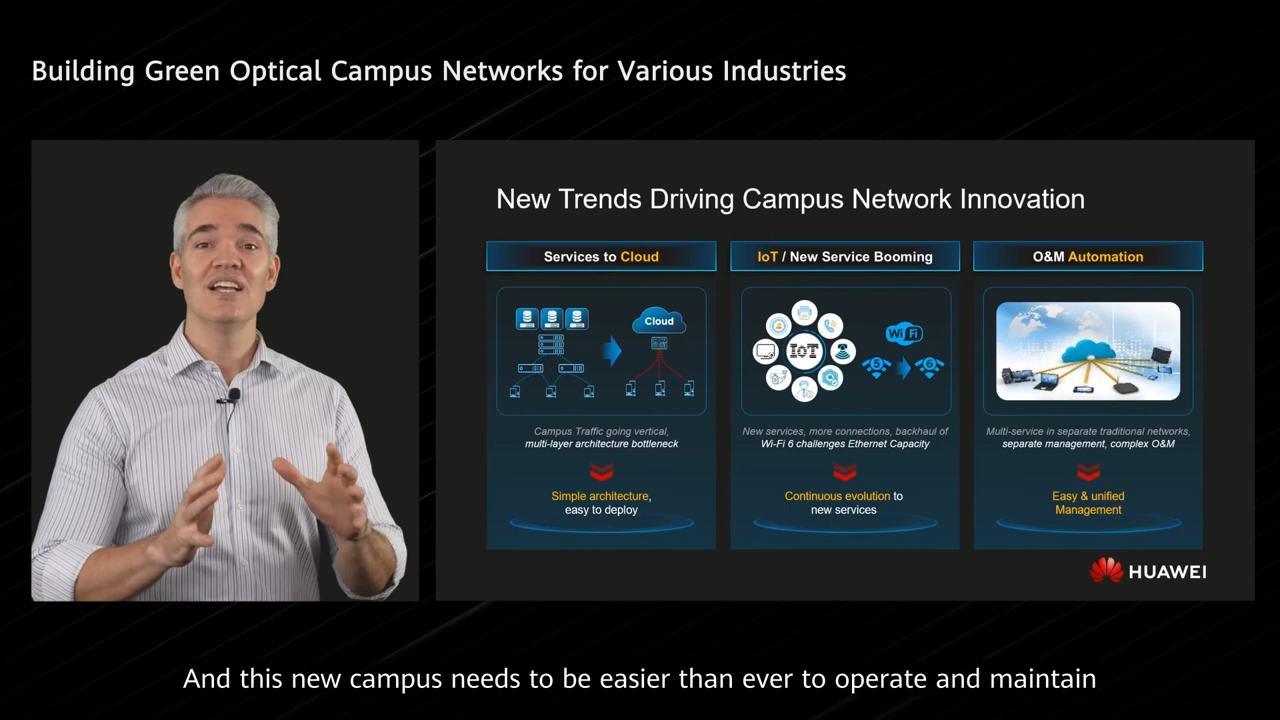 Building Green Optical Campus Networks for Various Industries
New Trends Driving Campus Network Innovation
Services to Cloud
Cloud
Campus Traffic going vertical,
multi-layer architecture bottleneck
Simple architecture,
easy to deploy
IoT / New Service Booming
IoT
Wi Fi
5
6
New services, more connections, backhaul of
Wi-Fi 6 challenges Ethernet Capacity
Continuous evolution to
new services
O&M Automation
Multi-service in separate traditional networks,
separate management, complex O&M
Easy & unified
Management
HUAWEI
And this new campus needs to be easier than ever to operate and maintain